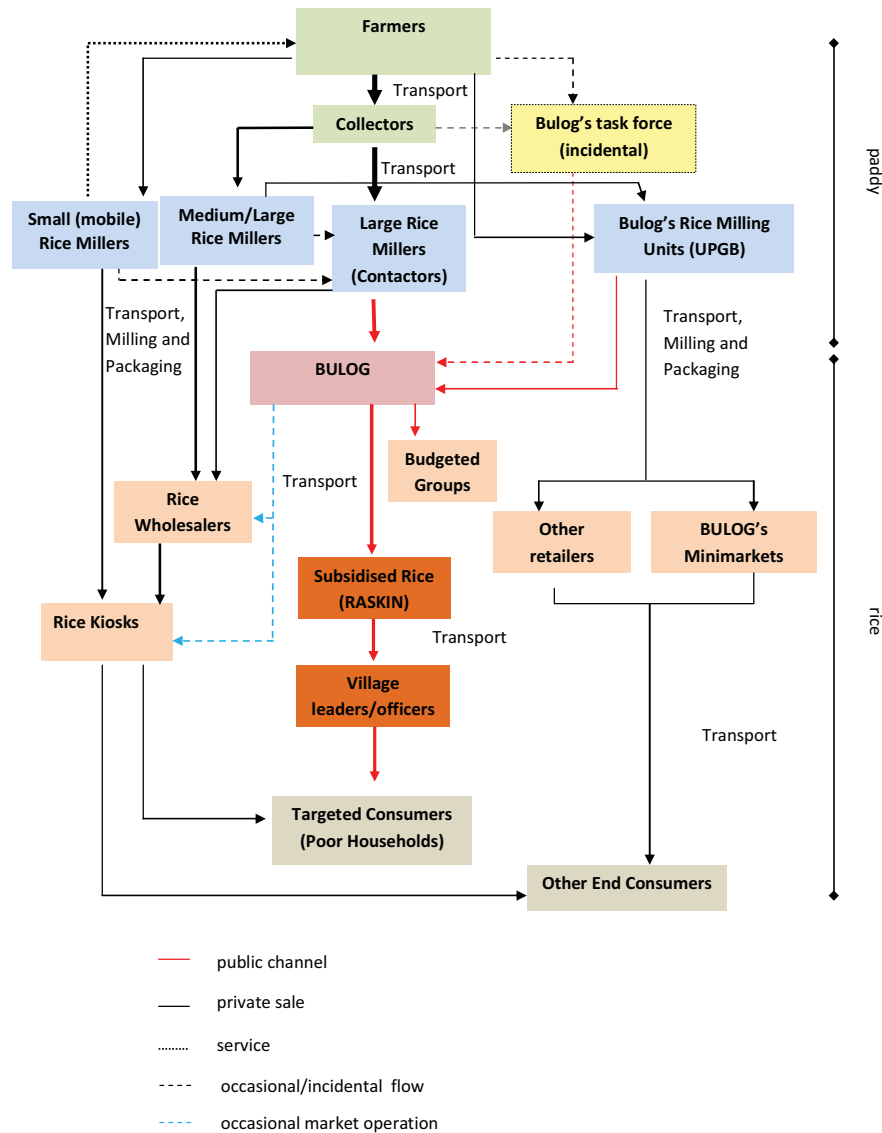 Farmers
Transport
Collectors
Bulog's task force
(incidental)
Transport
paddy
Small (mobile)
Rice Millers
Medium/Large
Rice Millers
Large Rice
Millers
(Contactors)
Bulog's Rice Milling
Units (UPGB)
Transport,
Milling and
Packaging
Transport,
Milling and
Packaging
BULOG
Budgeted
Groups
Transport
Rice
Wholesalers
Other
retailers
BULOG's
Minimarkets
Subsidised Rice
(RASKIN)
Rice Kiosks
rice
Transport
Village
leaders/officers
Transport
Targeted Consumers
(Poor Households)
Other End Consumers
public channel
private sale
service
occasional/incidental flow
occasional market operation